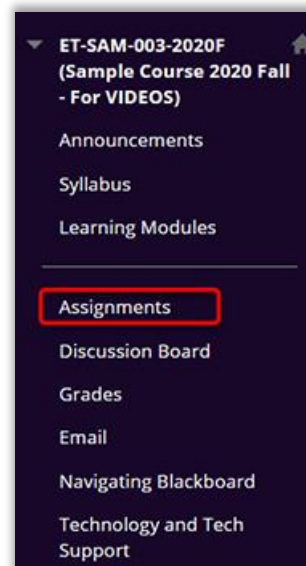 ET-SAM-003-2020F
(Sample Course 2020 Fall
- For VIDEOS)
Announcements
Syllabus
Learning Modules
Assignments
Discussion Board
Grades
Email
Navigating Blackboard
Technology and Tech
Support